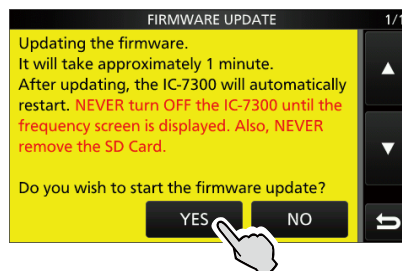 FIRMWARE UPDATE 1/1
Updating the firmware.
It will take approximately 1 minute.
After updating, the IC-7300 will automatically
restart. NEVER turn OFF the IC-7300 until the
frequency screen is displayed. Also, NEVER
remove the SD Card.
Do you wish to start the firmware update?
YES NO